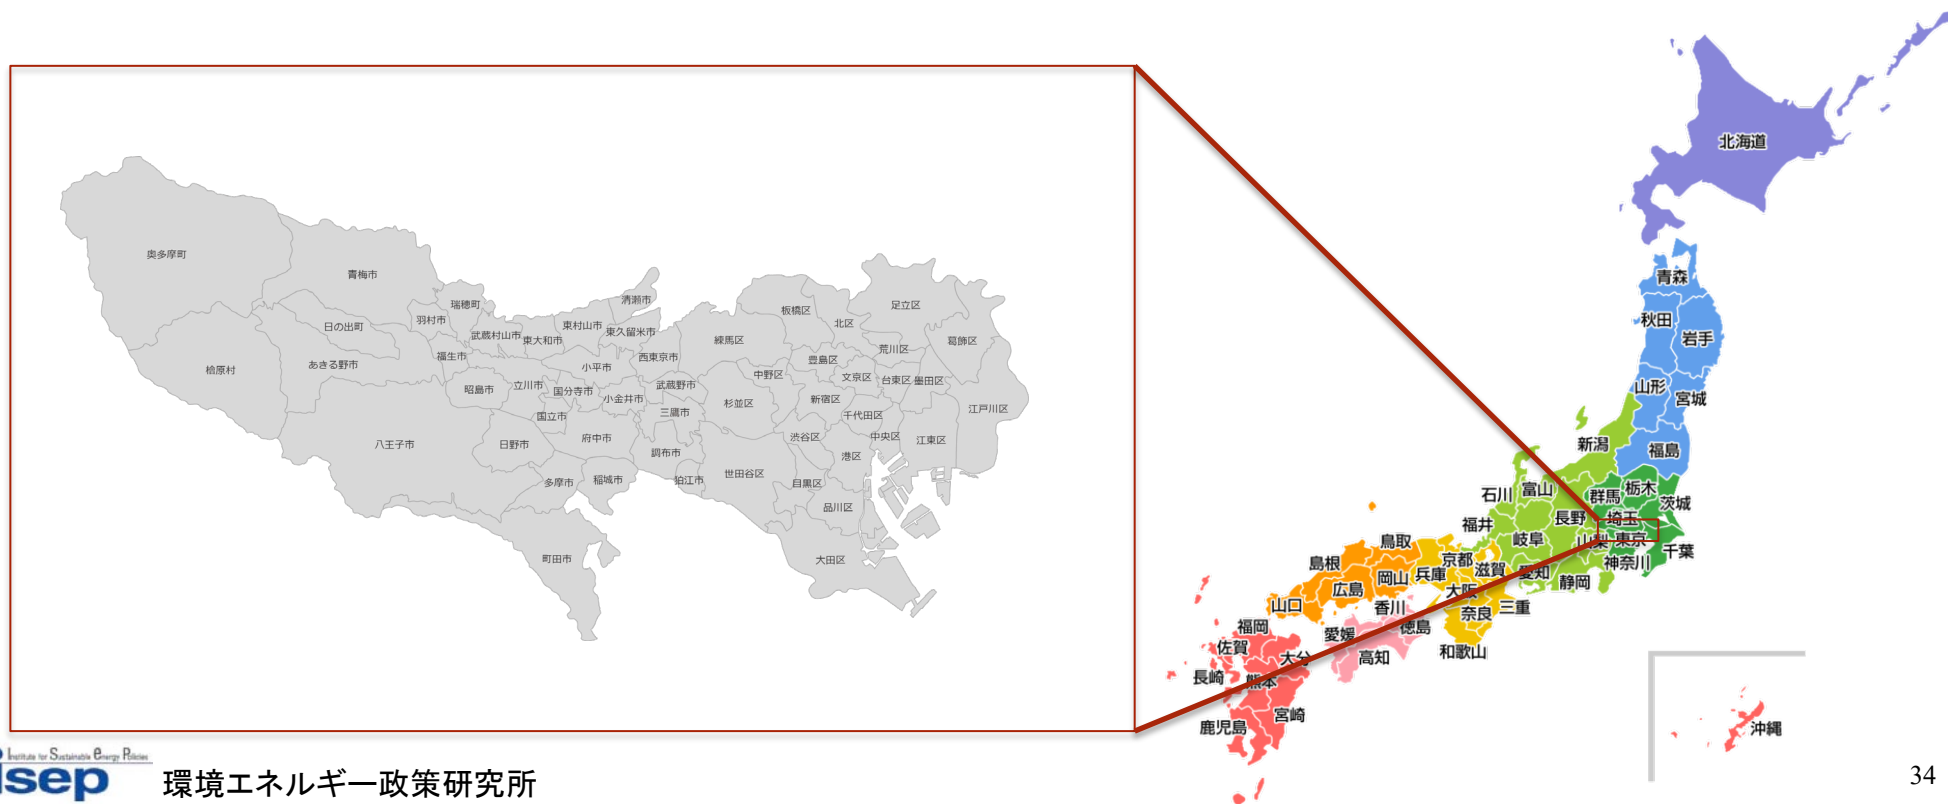 奥多摩町
青梅市
瑞穂町
清瀬市
羽村市
日の出町
武蔵村山市
東村山市
東大和市
東久留米市
板橋区
足立区
北区
練馬区
葛飾区
荒川区
檜原村
あきる野市
福生市
小平市
西東京市
豊島区
中野区
文京区
台東区
墨田区
昭島市
立川市
国分寺市
小金井市
武蔵野市
杉並区
新宿区
江戸川区
国立市
三鷹市
千代田区
八王子市
日野市
府中市
渋谷区
中央区
江東区
調布市
港区
多摩市
稲城市
狛江市
世田谷区
目黒区
品川区
町田市
大田区
北海道
青森
秋田
岩手
山形
宮城
新潟
福島
石川
富山
群馬
栃木
茨城
福井
長野
埼玉
岐阜
山梨
東京
千葉
神奈川
鳥取
島根
京都
滋賀
愛知
静岡
岡山
兵庫
広島
大阪
山口
香川
奈良
三重
福岡
愛媛
徳島
佐賀
大分
高知
和歌山
長崎
熊本
鹿児島
宮崎
沖縄
Institute for Sustainable Energy Policies
isep
環境エネルギー政策研究所
34